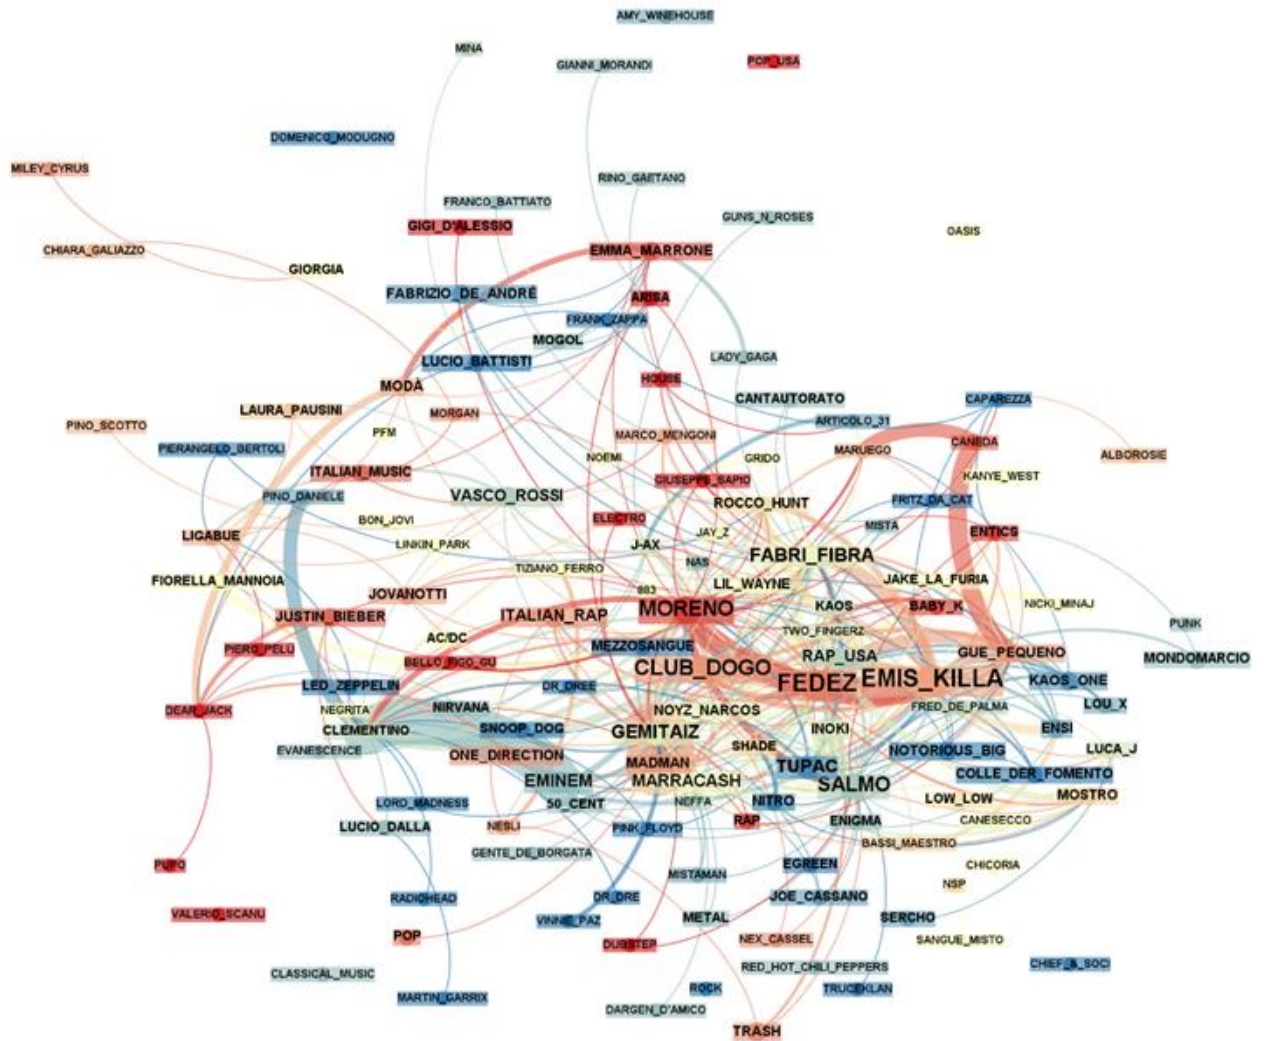 AMY_WINEHOUSE
MINA
GIANNI_MORANDI
POP_USA
DOMENICO_MODUGNO
MILEY_CYRUS
RINO_GAETANO
FRANCO_BATTIATO
GUNS_N_ROSES
GIGI_D'ALESSIO
OASIS
CHIARA_GALIAZZO
EMMA_MARRONE
GIORGIA
FABRIZIO_DE_ANDRÉ
ARISA
FRANK_ZAPPA
MOGOL
LADY_GAGA
LUCIO_BATTISTI
HOUSE
MODÀ
CANTAUTORATO
CAPAREZZA
LAURA_PAUSINI
MORGAN
ARTICOLO_31
PINO_SCOTTO
PFM
MARCO_MENGONI
CANEDA
PIERANGELO_BERTOLI
MARUEGO
ALBOROSIE
NOEMI
GRIDO
ITALIAN_MUSIC
KANYE_WEST
GIUSEPPE_SAPIO
PINO_DANIELE
VASCO_ROSSI
ROCCO_HUNT
FRITZ_DA_CAT
BON_JOVI
ELECTRO
MISTA
LIGABUE
JAY_Z
ENTICS
LINKIN_PARK
J-AX
FABRI_FIBRA
NAS
TIZIANO_FERRO
FIORELLA_MANNOIA
LIL_WAYNE
JAKE_LA_FURIA
883
JOVANOTTI
MORENO
KAOS
BABY_K
NICKI_MINAJ
JUSTIN_BIEBER
ITALIAN_RAP
PUNK
TWO_FINGERZ
AC/DC
MEZZOSANGUE
PIERO_PELÙ
RAP_USA
GUE_PEQUENO
MONDOMARCIO
BELLO_FIGO_GU
CLUB_DOGO
FEDEZ
EMIS_KILLA
KAOS_ONE
LED_ZEPPELIN
DR_DREE
DEAR_JACK
NEGRITA
NIRVANA
NOYZ_NARCOS
FRED_DE_PALMA
LOU_X
CLEMENTINO
SNOOP_DOG
GEMITAIZ
INOKI
ENSI
EVANESCENCE
ONE_DIRECTION
SHADE
NOTORIOUS_BIG
LUCA_J
MADMAN
TUPAC
COLLE_DER_FOMENTO
EMINEM
MARRACASH
SALMO
LORD_MADNESS
50_CENT
NEFFA
NITRO
LOW_LOW
MOSTRO
LUCIO_DALLA
NESLI
PINK_FLOYD
RAP
ENIGMA
CANESECCO
BASSI_MAESTRO
GENTE_DE_BORGATA
PUPO
EGREEN
CHICORIA
MISTAMAN
NSP
RADIOHEAD
DR_DRE
JOE_CASSANO
VALERIO_SCANU
VINNIE_PAZ
METAL
SERCHO
POP
DUBSTEP
NEX_CASSEL
SANGUE_MISTO
CLASSICAL_MUSIC
RED_HOT_CHILI_PEPPERS
CHIEF_&_SOCI
MARTIN_GARRIX
ROCK
TRUCEKLAN
DARGEN_D'AMICO
TRASH